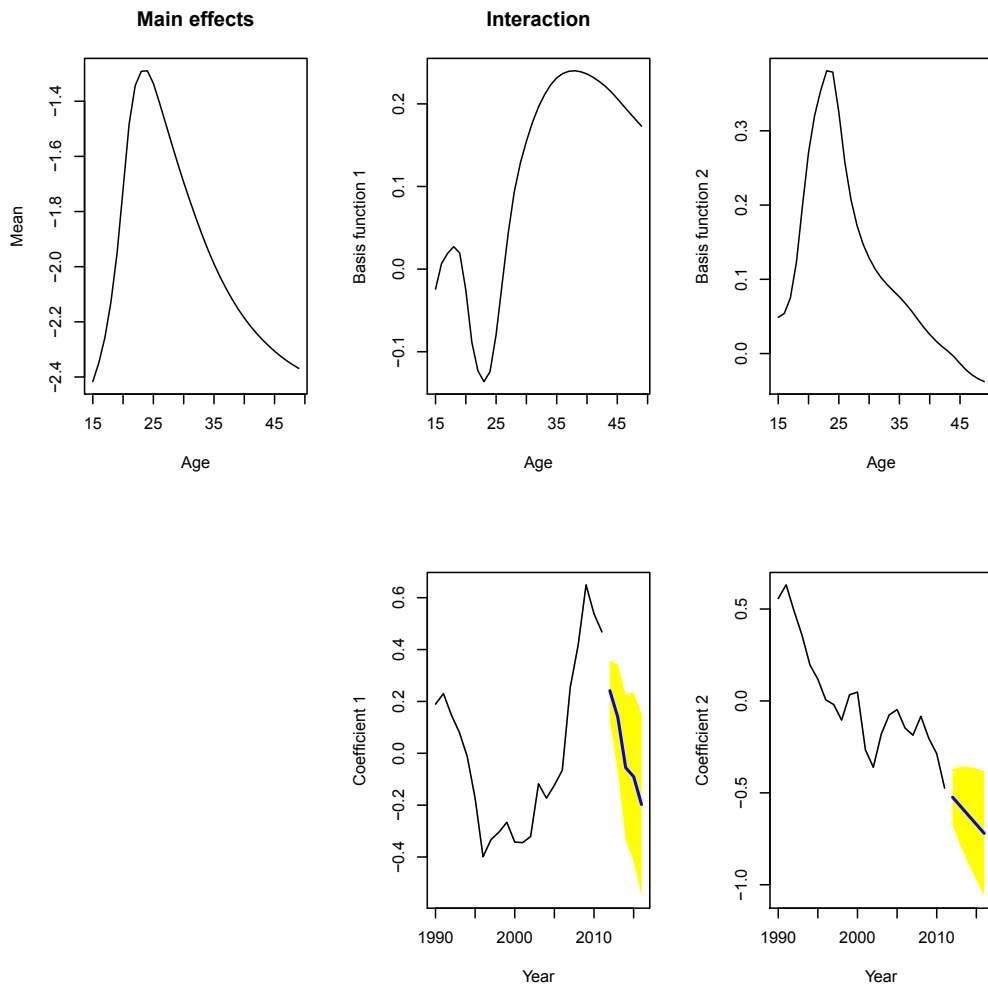 Main effects
Interaction
Mean
−1.4
−1.6
−1.8
−2.0
−2.2
−2.4
15 25 35 45
Age
Basis function 1
0.2
0.1
0.0
−0.1
15 25 35 45
Age
Basis function 2
0.3
0.2
0.1
0.0
15 25 35 45
Age
Coefficient 1
0.6
0.4
0.2
0.0
−0.2
−0.4
1990 2000 2010
Year
Coefficient 2
0.5
0.0
−0.5
−1.0
1990 2000 2010
Year